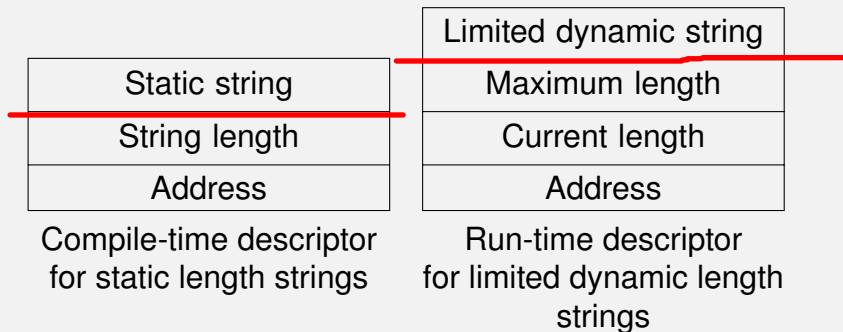 Static string
String length
Address
Compile-time descriptor
for static length strings
Limited dynamic string
Maximum length
Current length
Address
Run-time descriptor
for limited dynamic length
strings